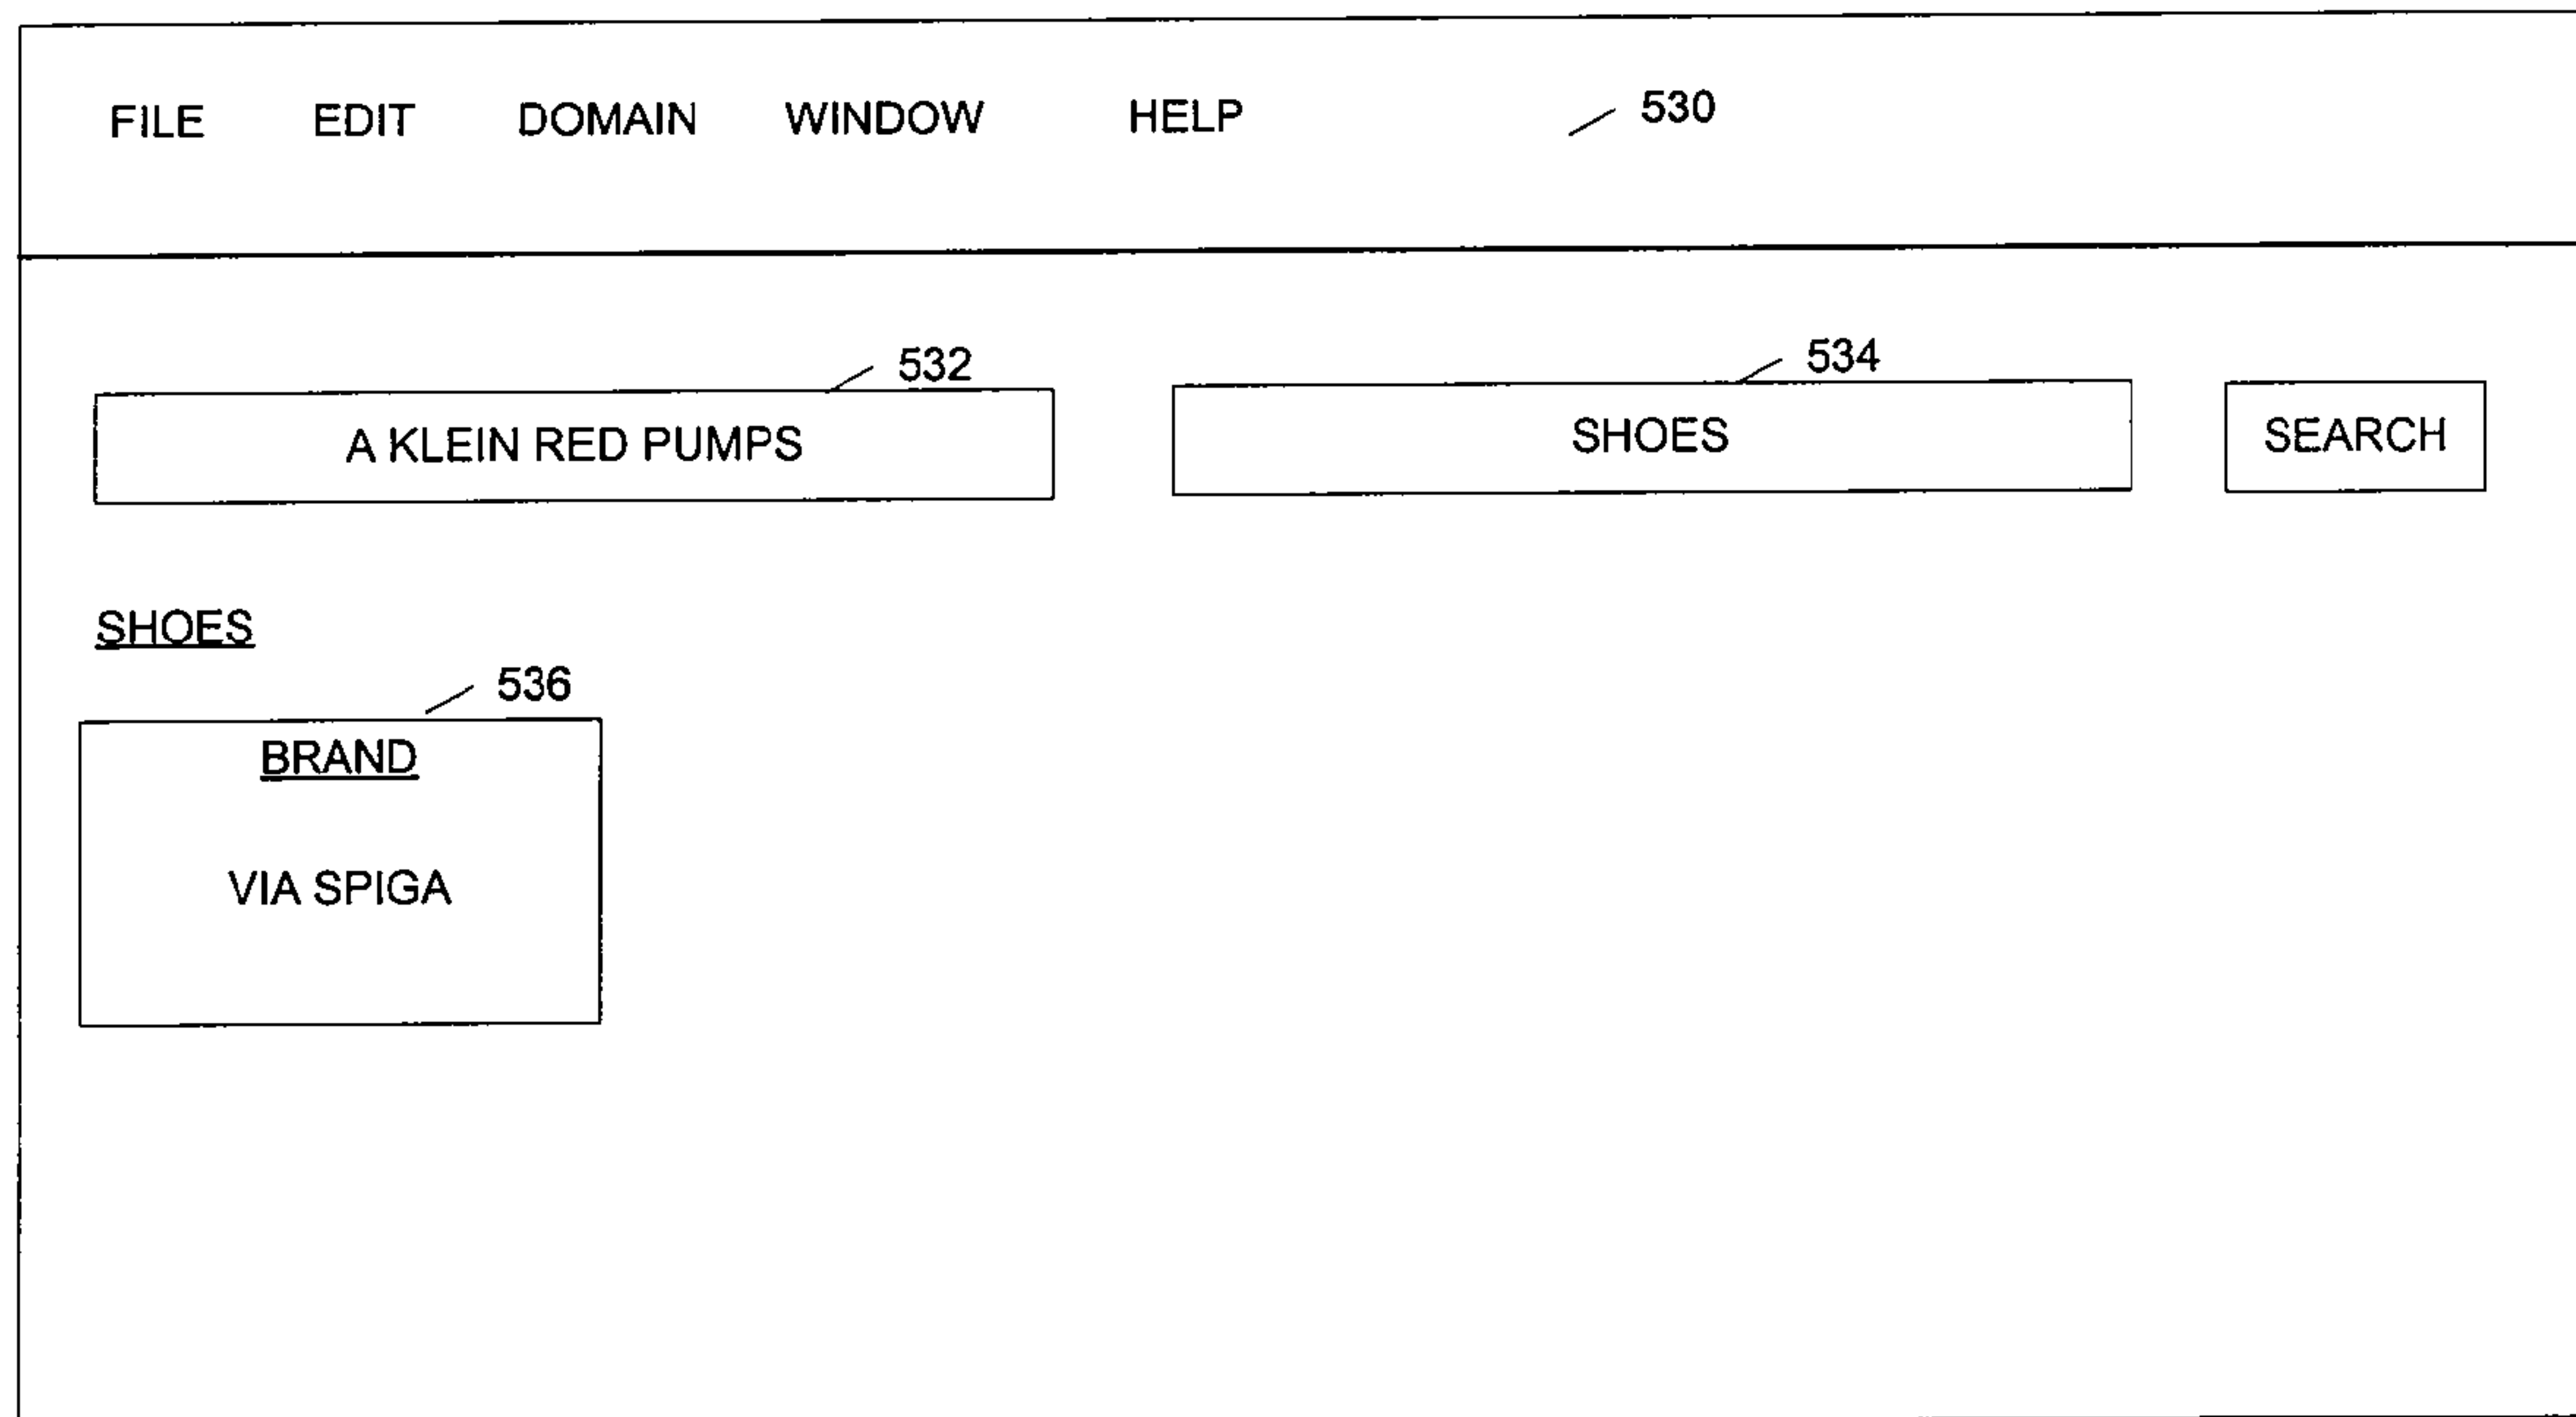 FILE EDIT DOMAIN WINDOW HELP 530
532 534
A KLEIN RED PUMPS SHOES SEARCH
SHOES
536
BRAND
VIA SPIGA